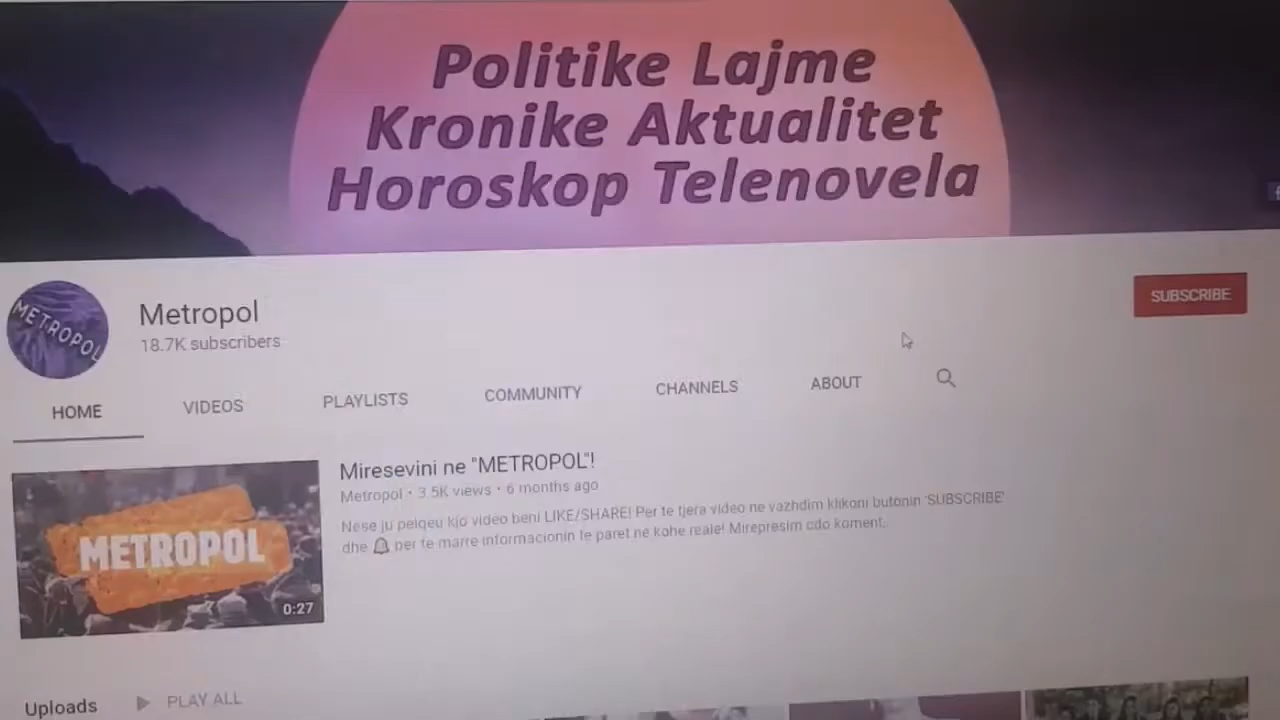 Politike Lajme
Kronike Aktualitet
Horoskop Telenovela
METROPOL
Metropol
18.7K subscribers
SUBSCRIBE
HOME VIDEOS PLAYLISTS COMMUNITY CHANNELS ABOUT
METROPOL
0:27
Miresevini ne "METROPOL"!
Metropol • 3.5K views • 6 months ago
Nese ju pelqeu kjo video beni LIKE/SHARE! Per te tjera video ne vazhdim klikoni butonin 'SUBSCRIBE'
dhe 🔔 per te marre informacionin te paret ne kohe reale! Mirepresim cdo koment.
Uploads PLAY ALL